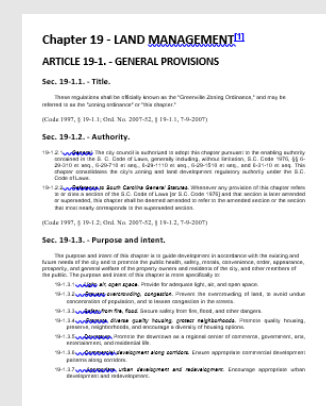 Chapter 19 - LAND MANAGEMENT[1]
ARTICLE 19-1. - GENERAL PROVISIONS
Sec. 19-1.1. - Title.
These regulations shall be officially known as the "Greenville Zoning Ordinance," and may be
referred to as the "zoning ordinance" or "this chapter."
(Code 1997, § 19-1.1; Ord. No. 2007-52, § 19-1.1, 7-9-2007)
Sec. 19-1.2. - Authority.
19-1.2.1. General. The city council is authorized to adopt this chapter pursuant to the enabling authority
contained in the S. C. Code of Laws, generally including, without limitation, S.C. Code 1976, §§ 6-
29-310 et seq., 6-29-710 et seq., 6-29-1110 et seq., 6-29-1510 et seq., and 6-31-10 et seq. This
chapter constitutes the city's zoning and land development regulatory authority under the S.C.
Code of Laws.
19-1.2.2. Reference to South Carolina General Statutes. Whenever any provision of this chapter refers
to or cites a section of the S.C. Code of Laws (or S.C. Code 1976) and that section is later amended
or superseded, this chapter shall be deemed amended to refer to the amended section or the section
that most nearly corresponds to the superseded section.
(Code 1997, § 19-1.2; Ord. No. 2007-52, § 19-1.2, 7-9-2007)
Sec. 19-1.3. - Purpose and intent.
The purpose and intent of this chapter is to guide development in accordance with the existing and
future needs of the city and to promote the public health, safety, morals, convenience, order, appearance,
prosperity, and general welfare of the property owners and residents of the city, and other members of
the public. The purpose and intent of this chapter is more specifically to:
19-1.3.1. Light, air, open space. Provide for adequate light, air, and open space.
19-1.3.2. Prevent overcrowding, congestion. Prevent the overcrowding of land, to avoid undue
concentration of population, and to lessen congestion in the streets.
19-1.3.3. Safety from fire, flood. Secure safety from fire, flood, and other dangers.
19-1.3.4. Promote, diverse quality housing, protect neighborhoods. Promote quality housing,
preserve, neighborhoods, and encourage a diversity of housing options.
19-1.3.5. Downtown. Promote the downtown as a regional center of commerce, government, arts,
entertainment, and residential life.
19-1.3.6. Commercial development along corridors. Ensure appropriate commercial development
patterns along corridors.
19-1.3.7. Appropriate, urban development and redevelopment. Encourage appropriate urban
development and redevelopment.